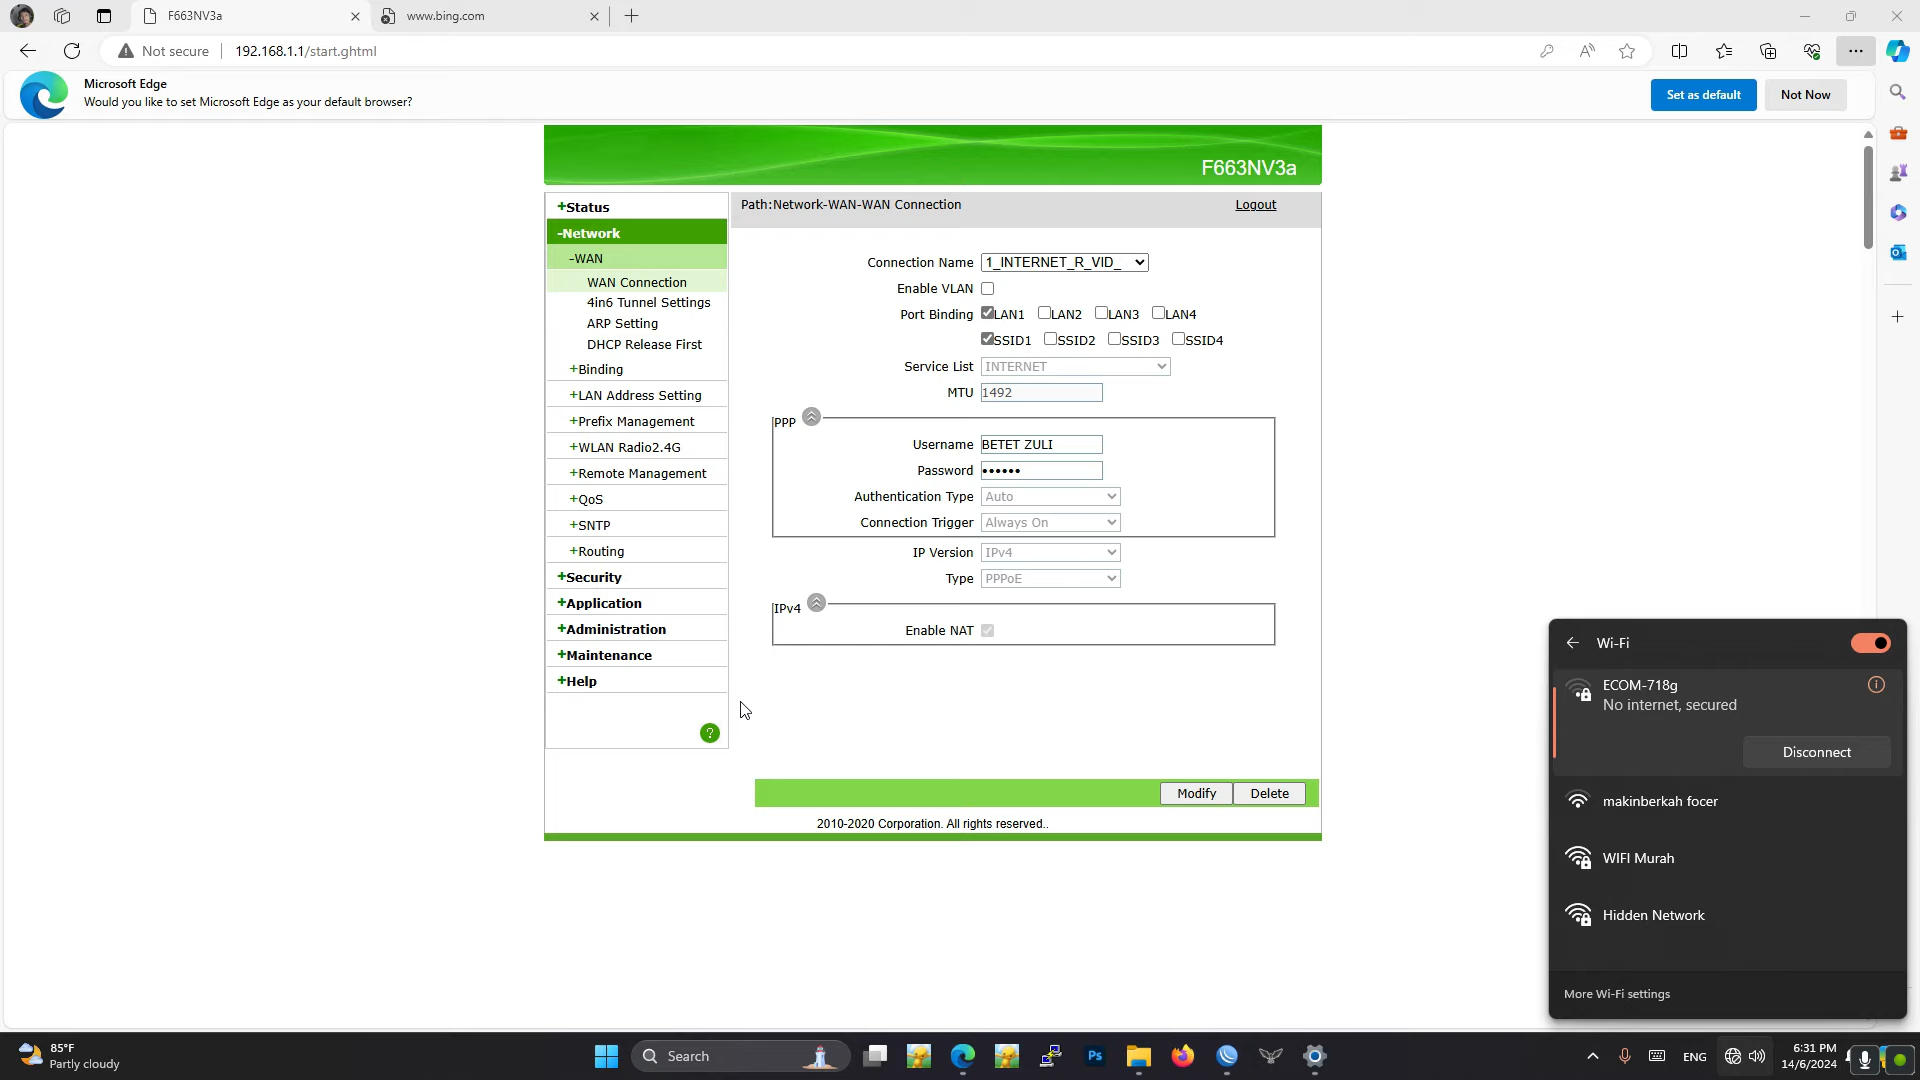 F663NV3a
www.bing.com
Not secure
192.168.1.1/start.ghtml
Microsoft Edge
Would you like to set Microsoft Edge as your default browser?
Set as default
Not Now
F663NV3a
+Status
-Network
-WAN
WAN Connection
4in6 Tunnel Settings
ARP Setting
DHCP Release First
+Binding
+LAN Address Setting
+Prefix Management
+WLAN Radio2.4G
+Remote Management
+QoS
+SNTP
+Routing
+Security
+Application
+Administration
+Maintenance
+Help
?
Path:Network-WAN-WAN Connection
Logout
Connection Name 1_INTERNET_R_VID_
Enable VLAN
Port Binding LAN1 LAN2 LAN3 LAN4
SSID1 SSID2 SSID3 SSID4
Service List INTERNET
MTU 1492
PPP
Username BETET ZULI
Password ••••••
Authentication Type Auto
Connection Trigger Always On
IP Version IPv4
Type PPPoE
IPv4
Enable NAT
Modify Delete
2010-2020 Corporation. All rights reserved..
Wi-Fi
ECOM-718g
No internet, secured
Disconnect
makinberkah focer
WIFI Murah
Hidden Network
More Wi-Fi settings
85°F
Partly cloudy
Search
Ps
ENG
6:31 PM
14/6/2024